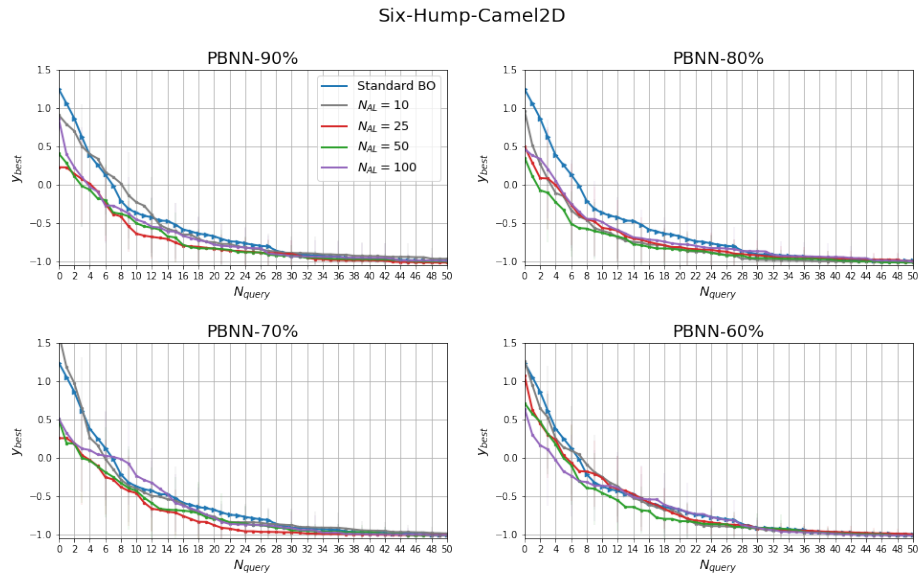 Six-Hump-Camel2D
PBNN-90%
PBNN-80%
1.5
1.0
0.5
0.0
−0.5
−1.0
y_best
Standard BO
N_AL = 10
N_AL = 25
N_AL = 50
N_AL = 100
0 2 4 6 8 10 12 14 16 18 20 22 24 26 28 30 32 34 36 38 40 42 44 46 48 50
N_query
1.5
1.0
0.5
0.0
−0.5
−1.0
y_best
0 2 4 6 8 10 12 14 16 18 20 22 24 26 28 30 32 34 36 38 40 42 44 46 48 50
N_query
PBNN-70%
PBNN-60%
1.5
1.0
0.5
0.0
−0.5
−1.0
y_best
0 2 4 6 8 10 12 14 16 18 20 22 24 26 28 30 32 34 36 38 40 42 44 46 48 50
N_query
1.5
1.0
0.5
0.0
−0.5
−1.0
y_best
0 2 4 6 8 10 12 14 16 18 20 22 24 26 28 30 32 34 36 38 40 42 44 46 48 50
N_query